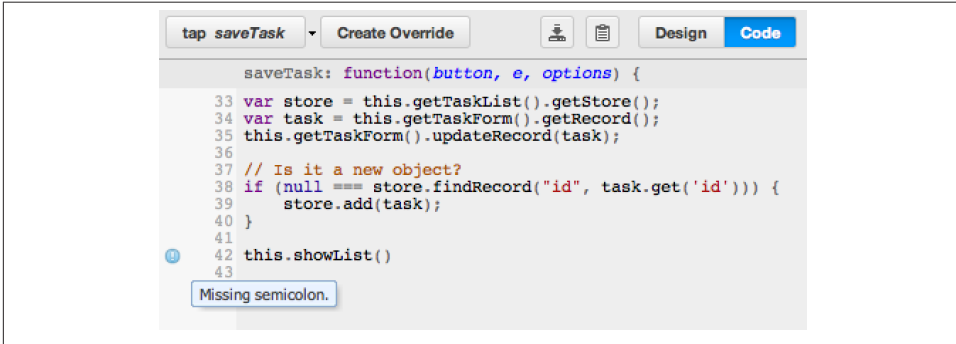 tap saveTask Create Override Design Code
saveTask: function(button, e, options) {
33 var store = this.getTaskList().getStore();
34 var task = this.getTaskForm().getRecord();
35 this.getTaskForm().updateRecord(task);
36
37 // Is it a new object?
38 if (null === store.findRecord("id", task.get('id'))) {
39 store.add(task);
40 }
41
42 this.showList()
43
Missing semicolon.